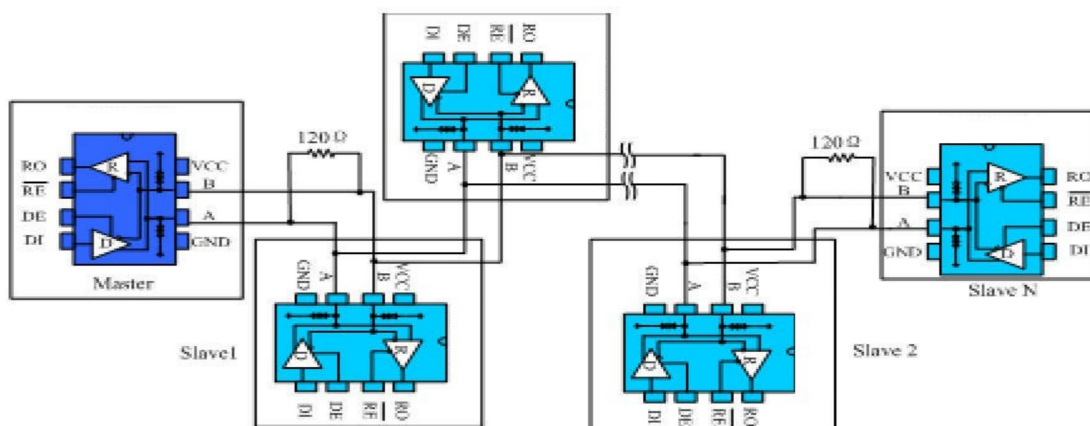 DI DE RE RO
GND A B VCC
120 Ω
120 Ω
RO VCC
RE B
DE A
DI GND
Master
VCC RO
B RE
A DE
GND DI
Slave N
GND A B VCC
DI DE RE RO
Slave1
GND A B VCC
DI DE RE RO
Slave 2
R
D
D
R
D
R
D
R
R
D